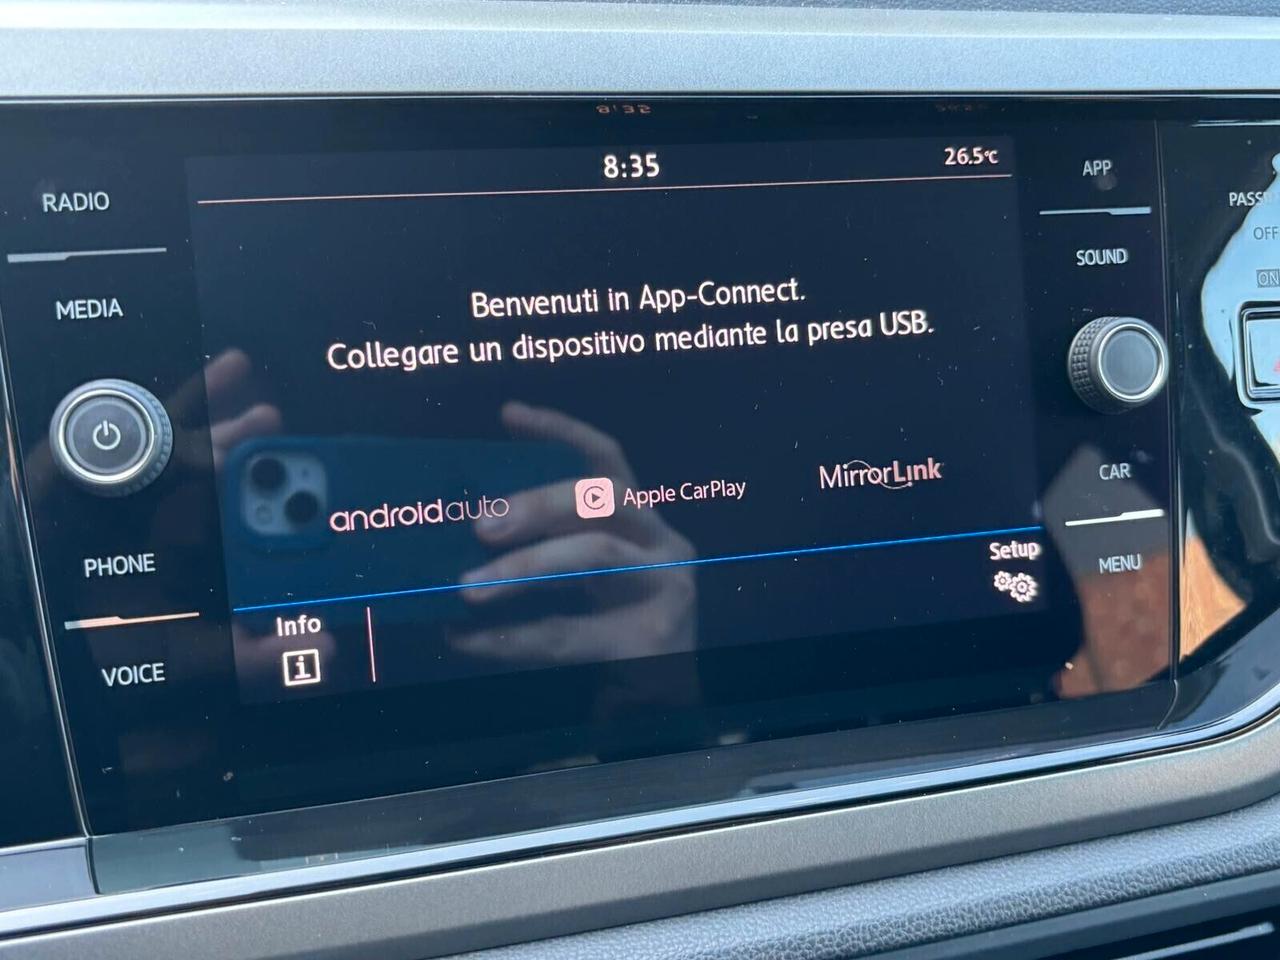 8:35
26.5°C
RADIO
MEDIA
PHONE
VOICE
Benvenuti in App-Connect.
Collegare un dispositivo mediante la presa USB.
androidauto
Apple CarPlay
MirrorLink
Info
i
Setup
APP
SOUND
CAR
MENU
OFF
ON